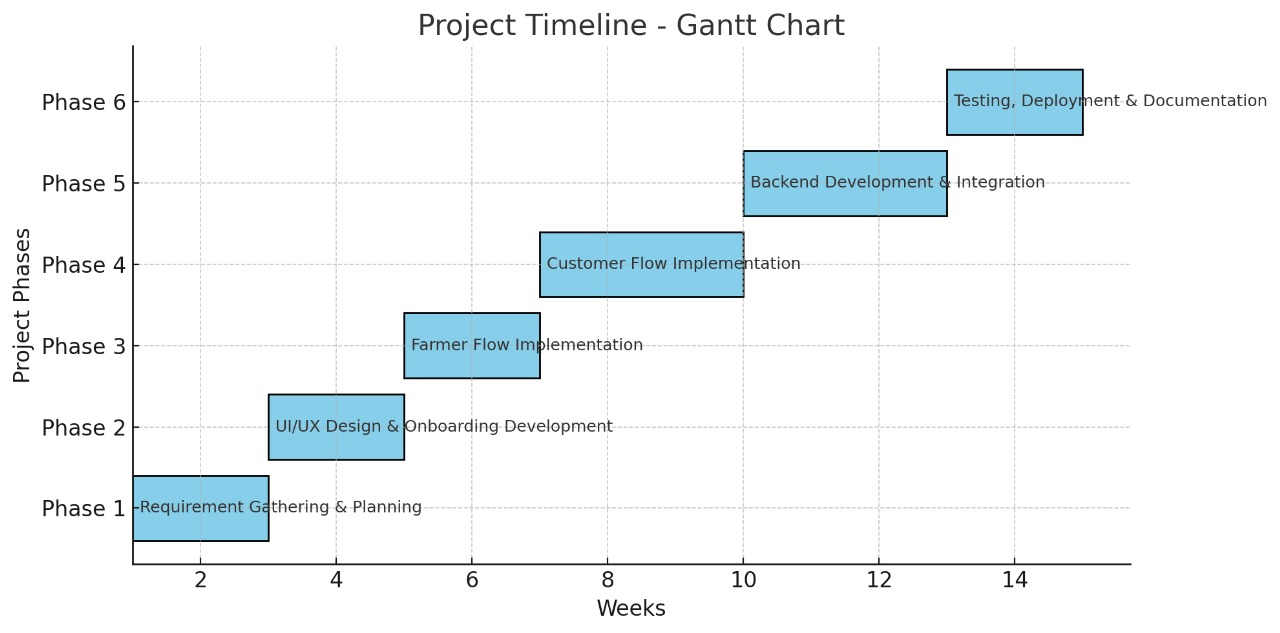 Project Timeline - Gantt Chart
Project Phases
Phase 6
Testing, Deployment & Documentation
Phase 5
Backend Development & Integration
Phase 4
Customer Flow Implementation
Phase 3
Farmer Flow Implementation
Phase 2
UI/UX Design & Onboarding Development
Phase 1
Requirement Gathering & Planning
2 4 6 8 10 12 14
Weeks